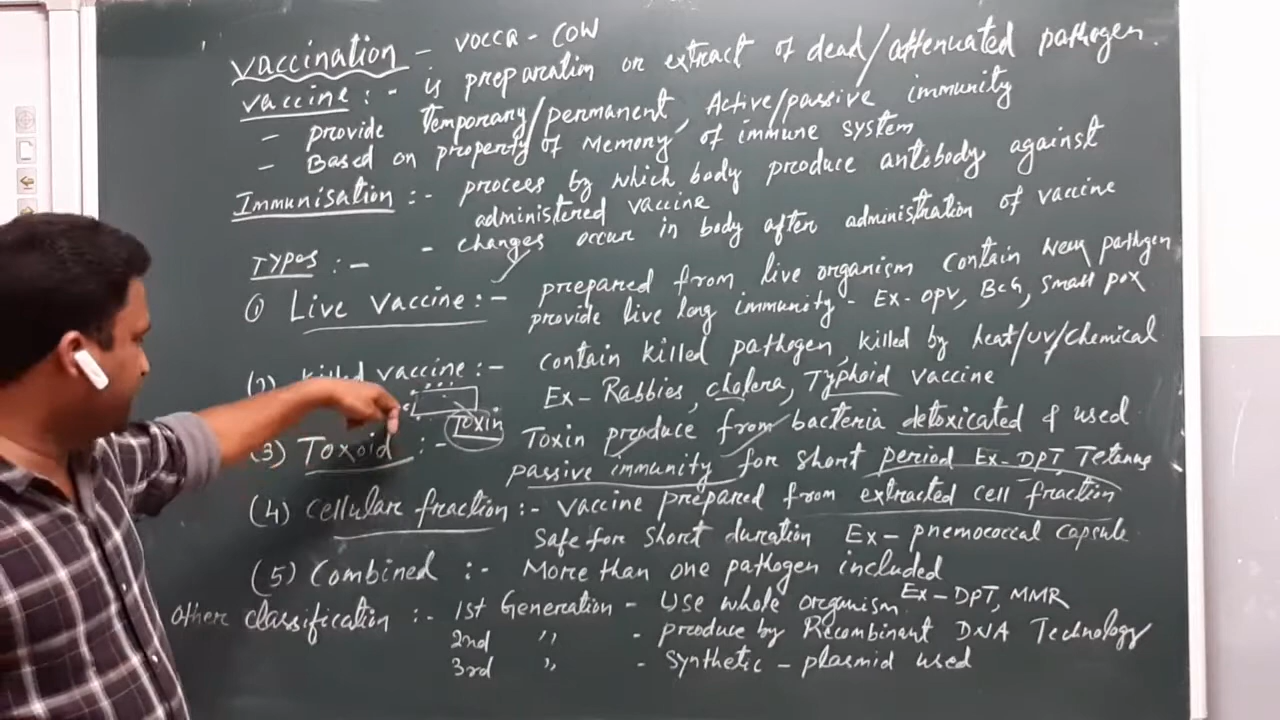 Vaccination - vocca - cow
Vaccine :- is preparation or extract of dead/attenuated pathogen
- provide Temporary/permanent, Active/passive immunity
- Based on property of Memory of immune system
Immunisation :- process by which body produce antibody against
administered vaccine
- changes occur in body after administration of vaccine
Types :-
① Live Vaccine :- prepared from live organism contain pathgen
provide live long immunity - Ex - OPV, BCG, Small pox
(2) killed vaccine :- contain killed pathogen, killed by heat/UV/chemical
Ex - Rabbies, cholera, Typhoid vaccine
Toxin
(3) Toxoid :- Toxin produce from bacteria detoxicated & used
passive immunity for short period Ex- DPT, Tetanus
(4) cellular fraction :- vaccine prepared from extracted cell fraction
Safe for short duration Ex - pnemococcal capsule
(5) Combined :- More than one pathogen included
Ex - DPT, MMR
Other classification :- 1st Generation - Use whole organism
2nd " - produce by Recombinant DNA Technology
3rd " - synthetic - plasmid used